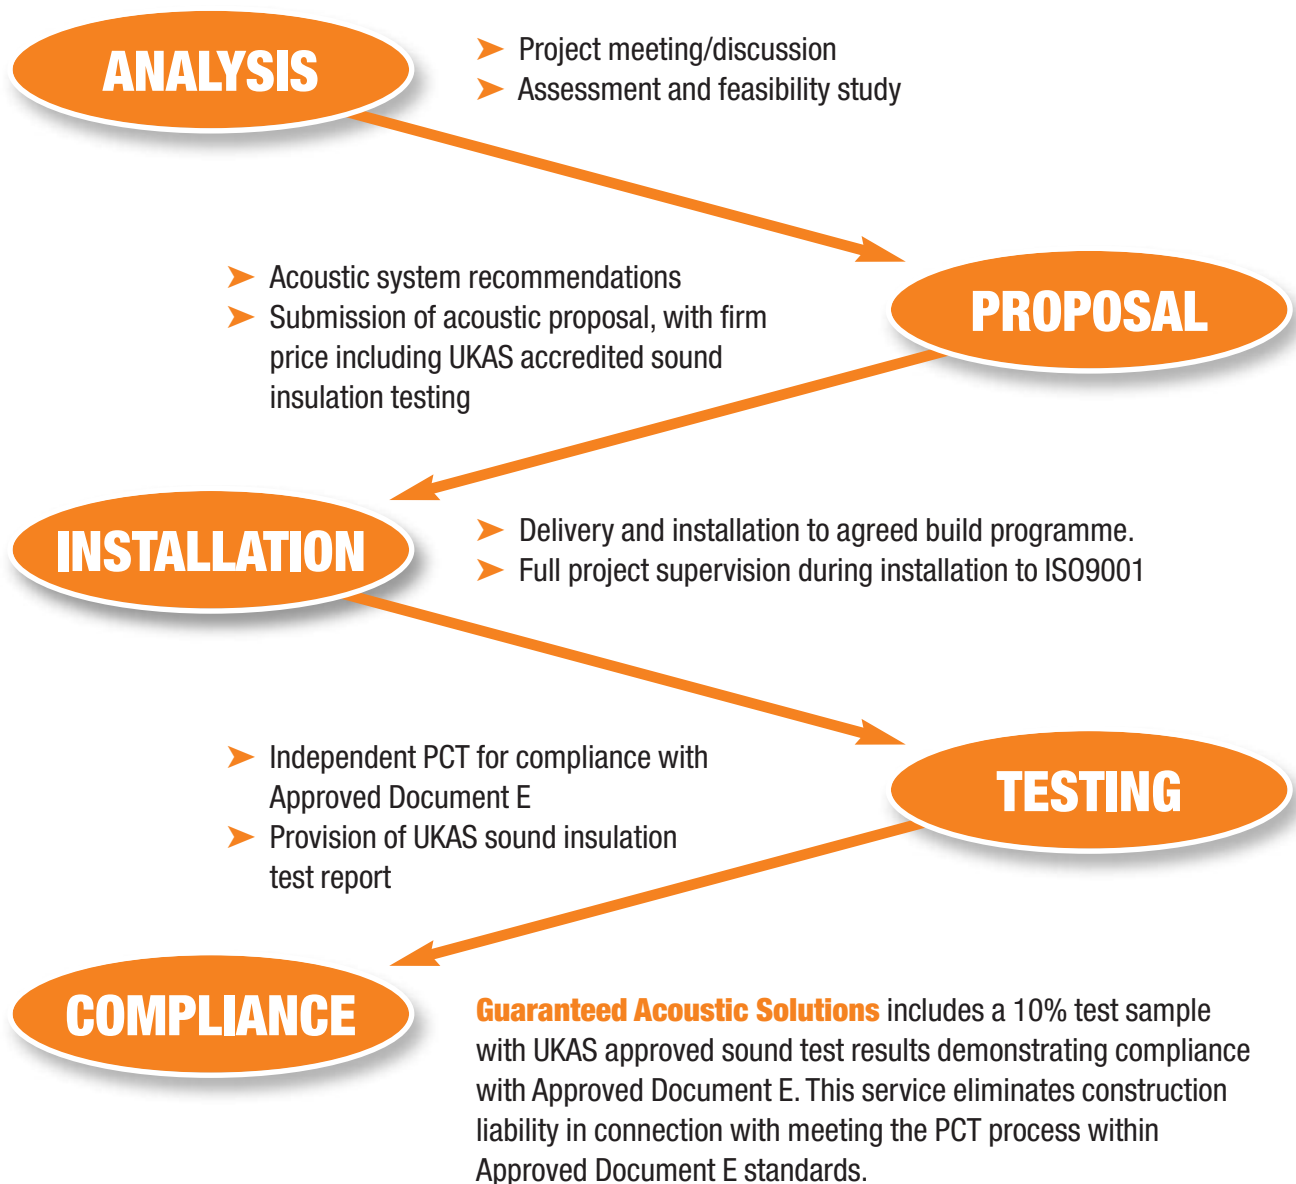 ANALYSIS
➤ Project meeting/discussion
➤ Assessment and feasibility study
➤ Acoustic system recommendations
➤ Submission of acoustic proposal, with firm
price including UKAS accredited sound
insulation testing
PROPOSAL
INSTALLATION
➤ Delivery and installation to agreed build programme.
➤ Full project supervision during installation to ISO9001
➤ Independent PCT for compliance with
Approved Document E
➤ Provision of UKAS sound insulation
test report
TESTING
COMPLIANCE
Guaranteed Acoustic Solutions includes a 10% test sample
with UKAS approved sound test results demonstrating compliance
with Approved Document E. This service eliminates construction
liability in connection with meeting the PCT process within
Approved Document E standards.